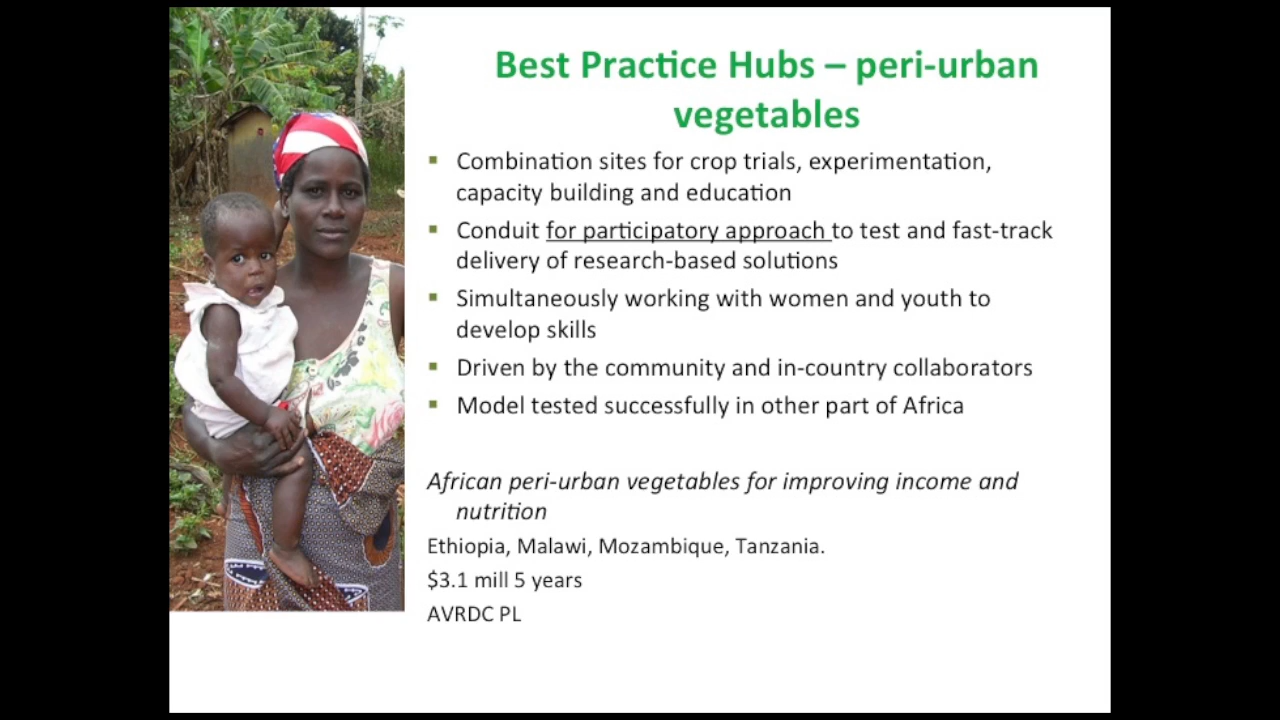 Best Practice Hubs – peri-urban
vegetables
▪ Combination sites for crop trials, experimentation,
capacity building and education
▪ Conduit for participatory approach to test and fast-track
delivery of research-based solutions
▪ Simultaneously working with women and youth to
develop skills
▪ Driven by the community and in-country collaborators
▪ Model tested successfully in other part of Africa
African peri-urban vegetables for improving income and
nutrition
Ethiopia, Malawi, Mozambique, Tanzania.
$3.1 mill 5 years
AVRDC PL